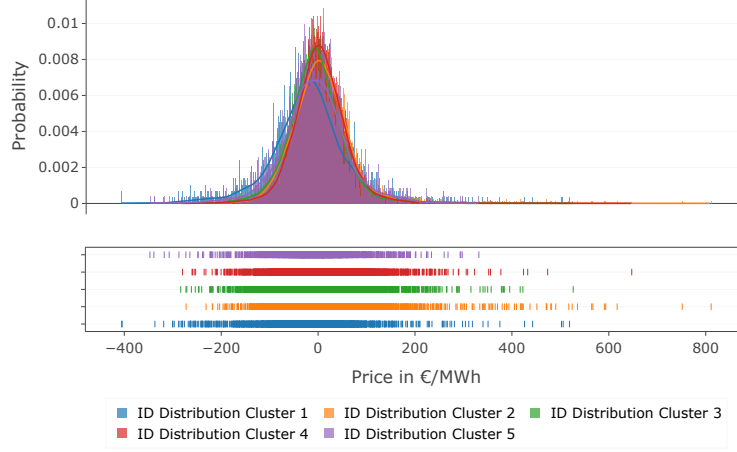 0.01
0.008
0.006
0.004
0.002
0
Probability
−400
−200
0
200
400
600
800
Price in €/MWh
ID Distribution Cluster 1
ID Distribution Cluster 2
ID Distribution Cluster 3
ID Distribution Cluster 4
ID Distribution Cluster 5